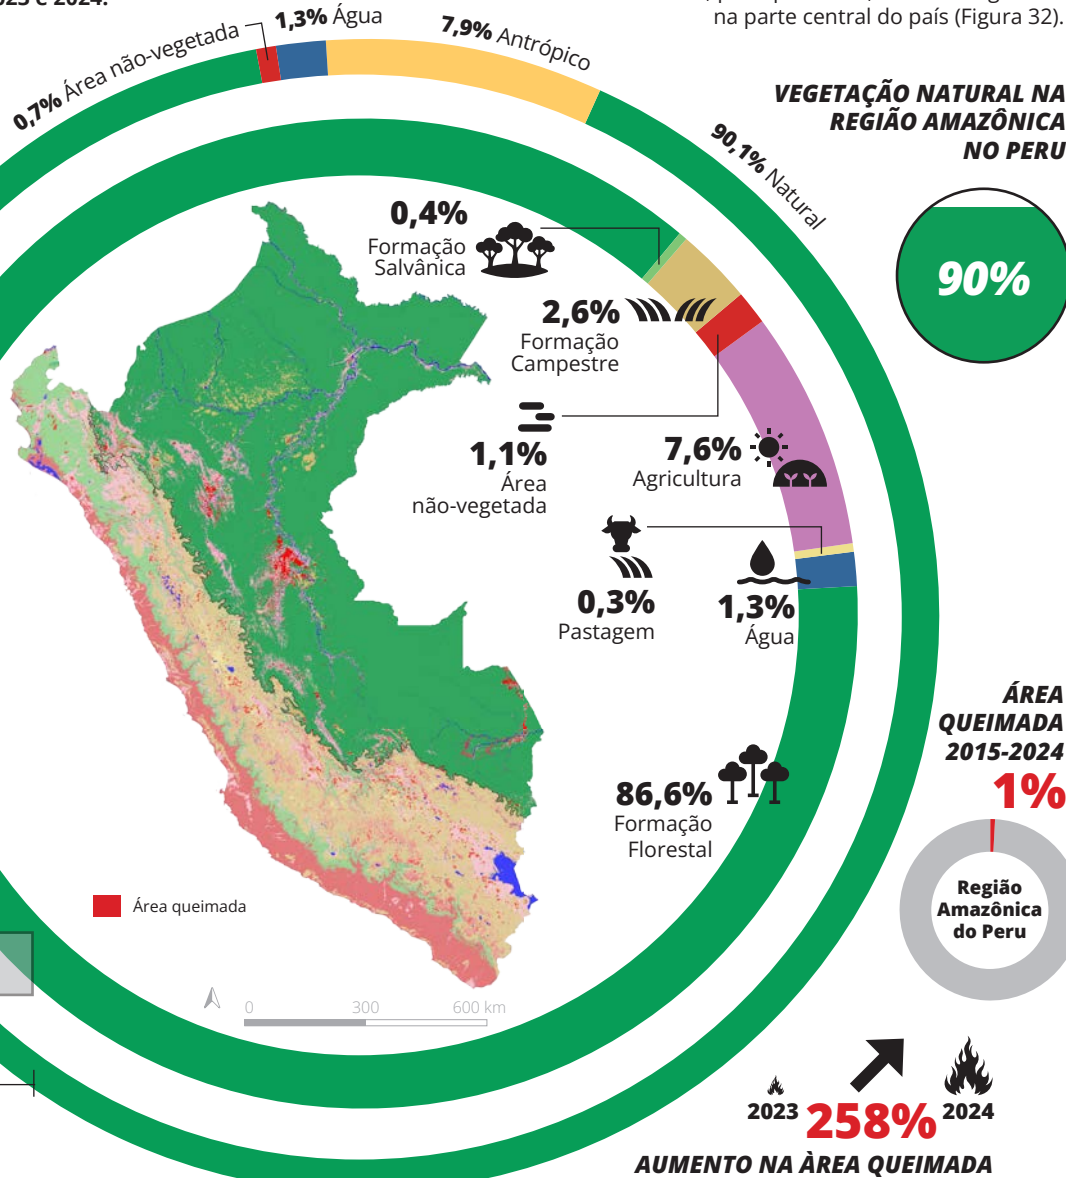 2024.
na parte central do país (Figura 32).
0,7% Área não-vegetada
1,3% Água
7,9% Antrópico
90,1% Natural
VEGETAÇÃO NATURAL NA
REGIÃO AMAZÔNICA
NO PERU
90%
0,4%
Formação
Salvânica
2,6%
Formação
Campestre
1,1%
Área
não-vegetada
7,6%
Agricultura
0,3%
Pastagem
1,3%
Água
86,6%
Formação
Florestal
Área queimada
0 300 600 km
ÁREA
QUEIMADA
2015-2024
1%
Região
Amazônica
do Peru
2023 258% 2024
AUMENTO NA ÀREA QUEIMADA